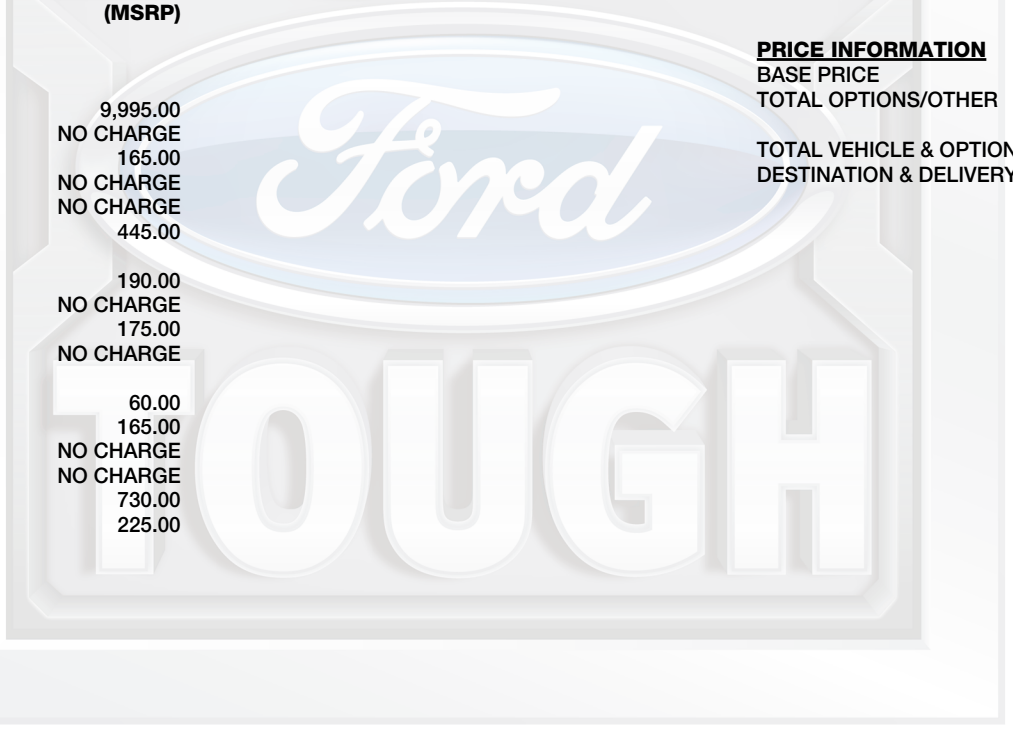 (MSRP)
9,995.00
NO CHARGE
165.00
NO CHARGE
NO CHARGE
445.00
190.00
NO CHARGE
175.00
NO CHARGE
60.00
165.00
NO CHARGE
NO CHARGE
730.00
225.00
PRICE INFORMATION
BASE PRICE
TOTAL OPTIONS/OTHER
TOTAL VEHICLE & OPTION
DESTINATION & DELIVERY
Ford
TOUGH